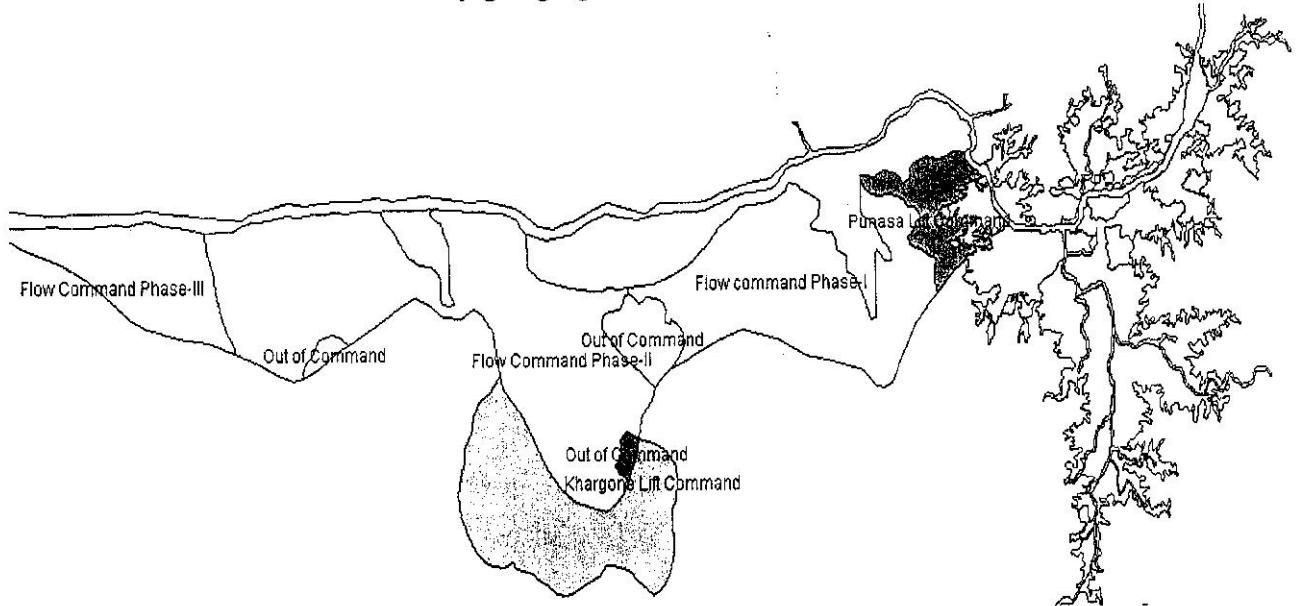 Punasa Lift Command
Flow command Phase-I
Flow Command Phase-III
Out of Command
Out of Command
Flow Command Phase-II
Out of Command
Khargone Lift Command